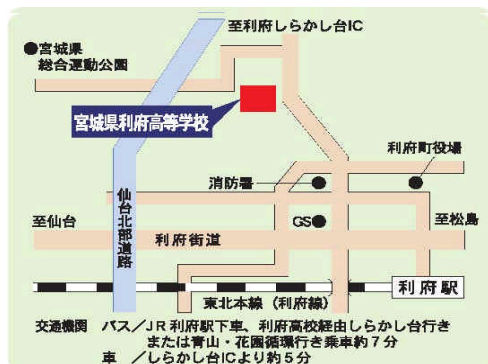 至利府しらかし台IC
●宮城県
総合運動公園
宮城県利府高等学校
利府町役場
消防署
仙台北部道路
至仙台
GS
至松島
利府街道
利府駅
東北本線（利府線）
交通機関　バス／JR利府駅下車、利府高校経由しらかし台行き
または青山・花園循環行き乗車約7分
車　／しらかし台ICより約5分